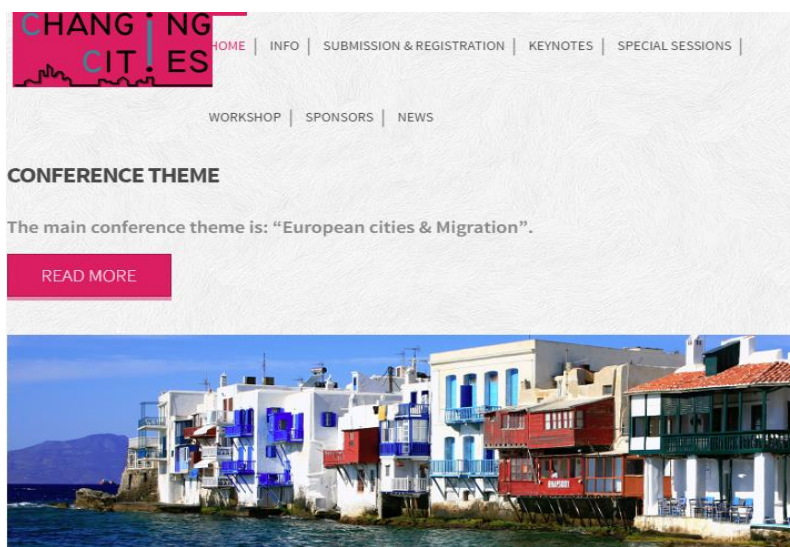 CHANGING
CITIES
HOME | INFO | SUBMISSION & REGISTRATION | KEYNOTES | SPECIAL SESSIONS |
WORKSHOP | SPONSORS | NEWS
CONFERENCE THEME
The main conference theme is: “European cities & Migration”.
READ MORE
RHAPSODY